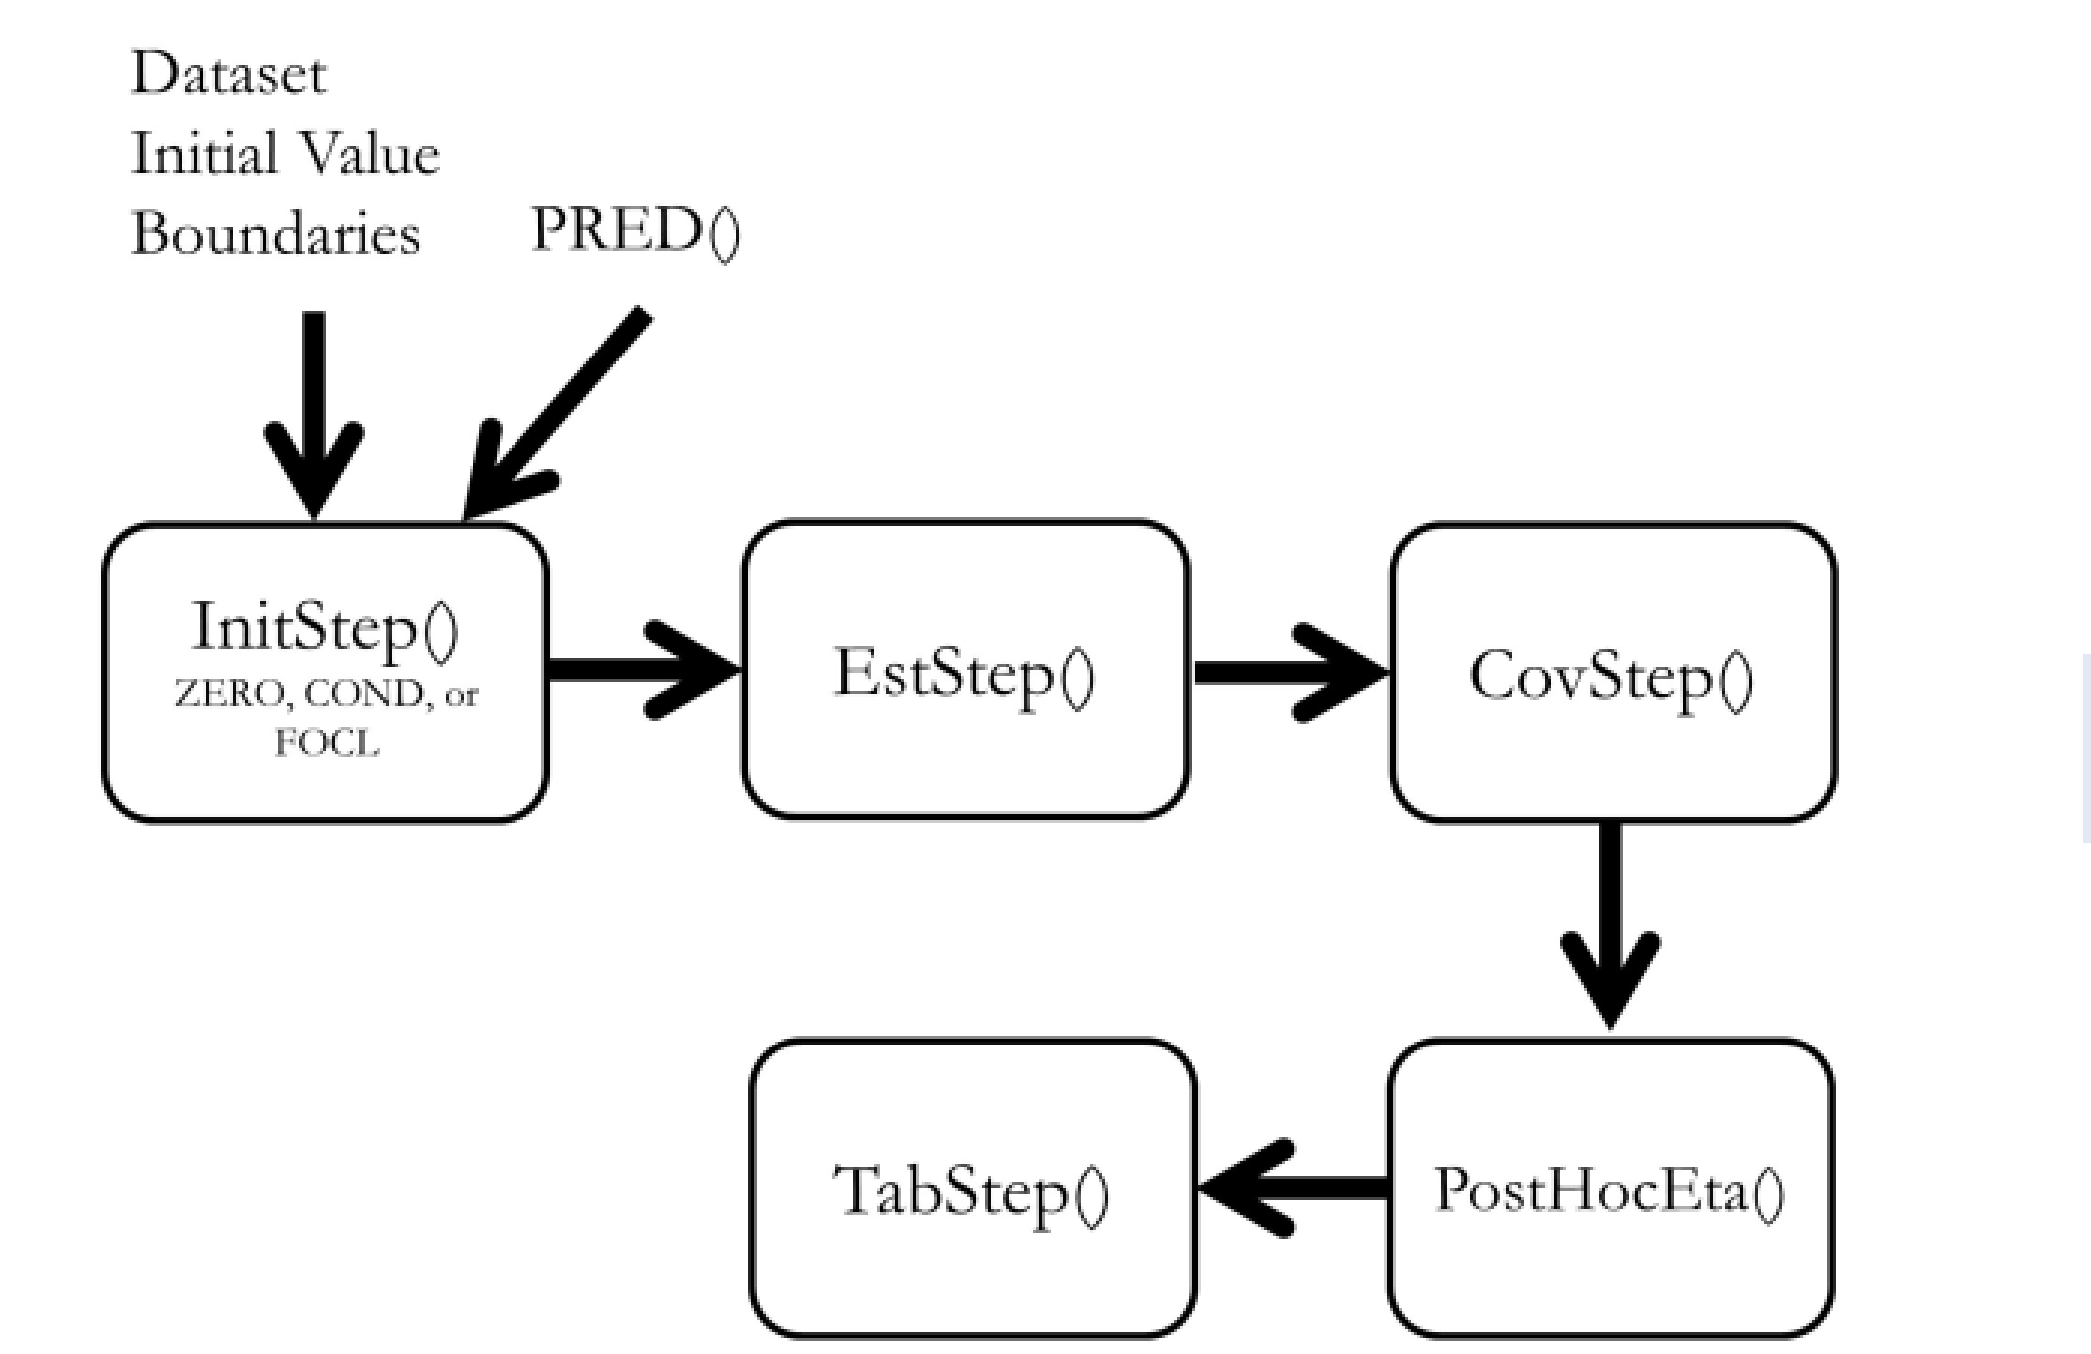 Dataset
Initial Value
Boundaries
PRED()
InitStep()
ZERO, COND, or
FOCL
EstStep()
CovStep()
PostHocEta()
TabStep()